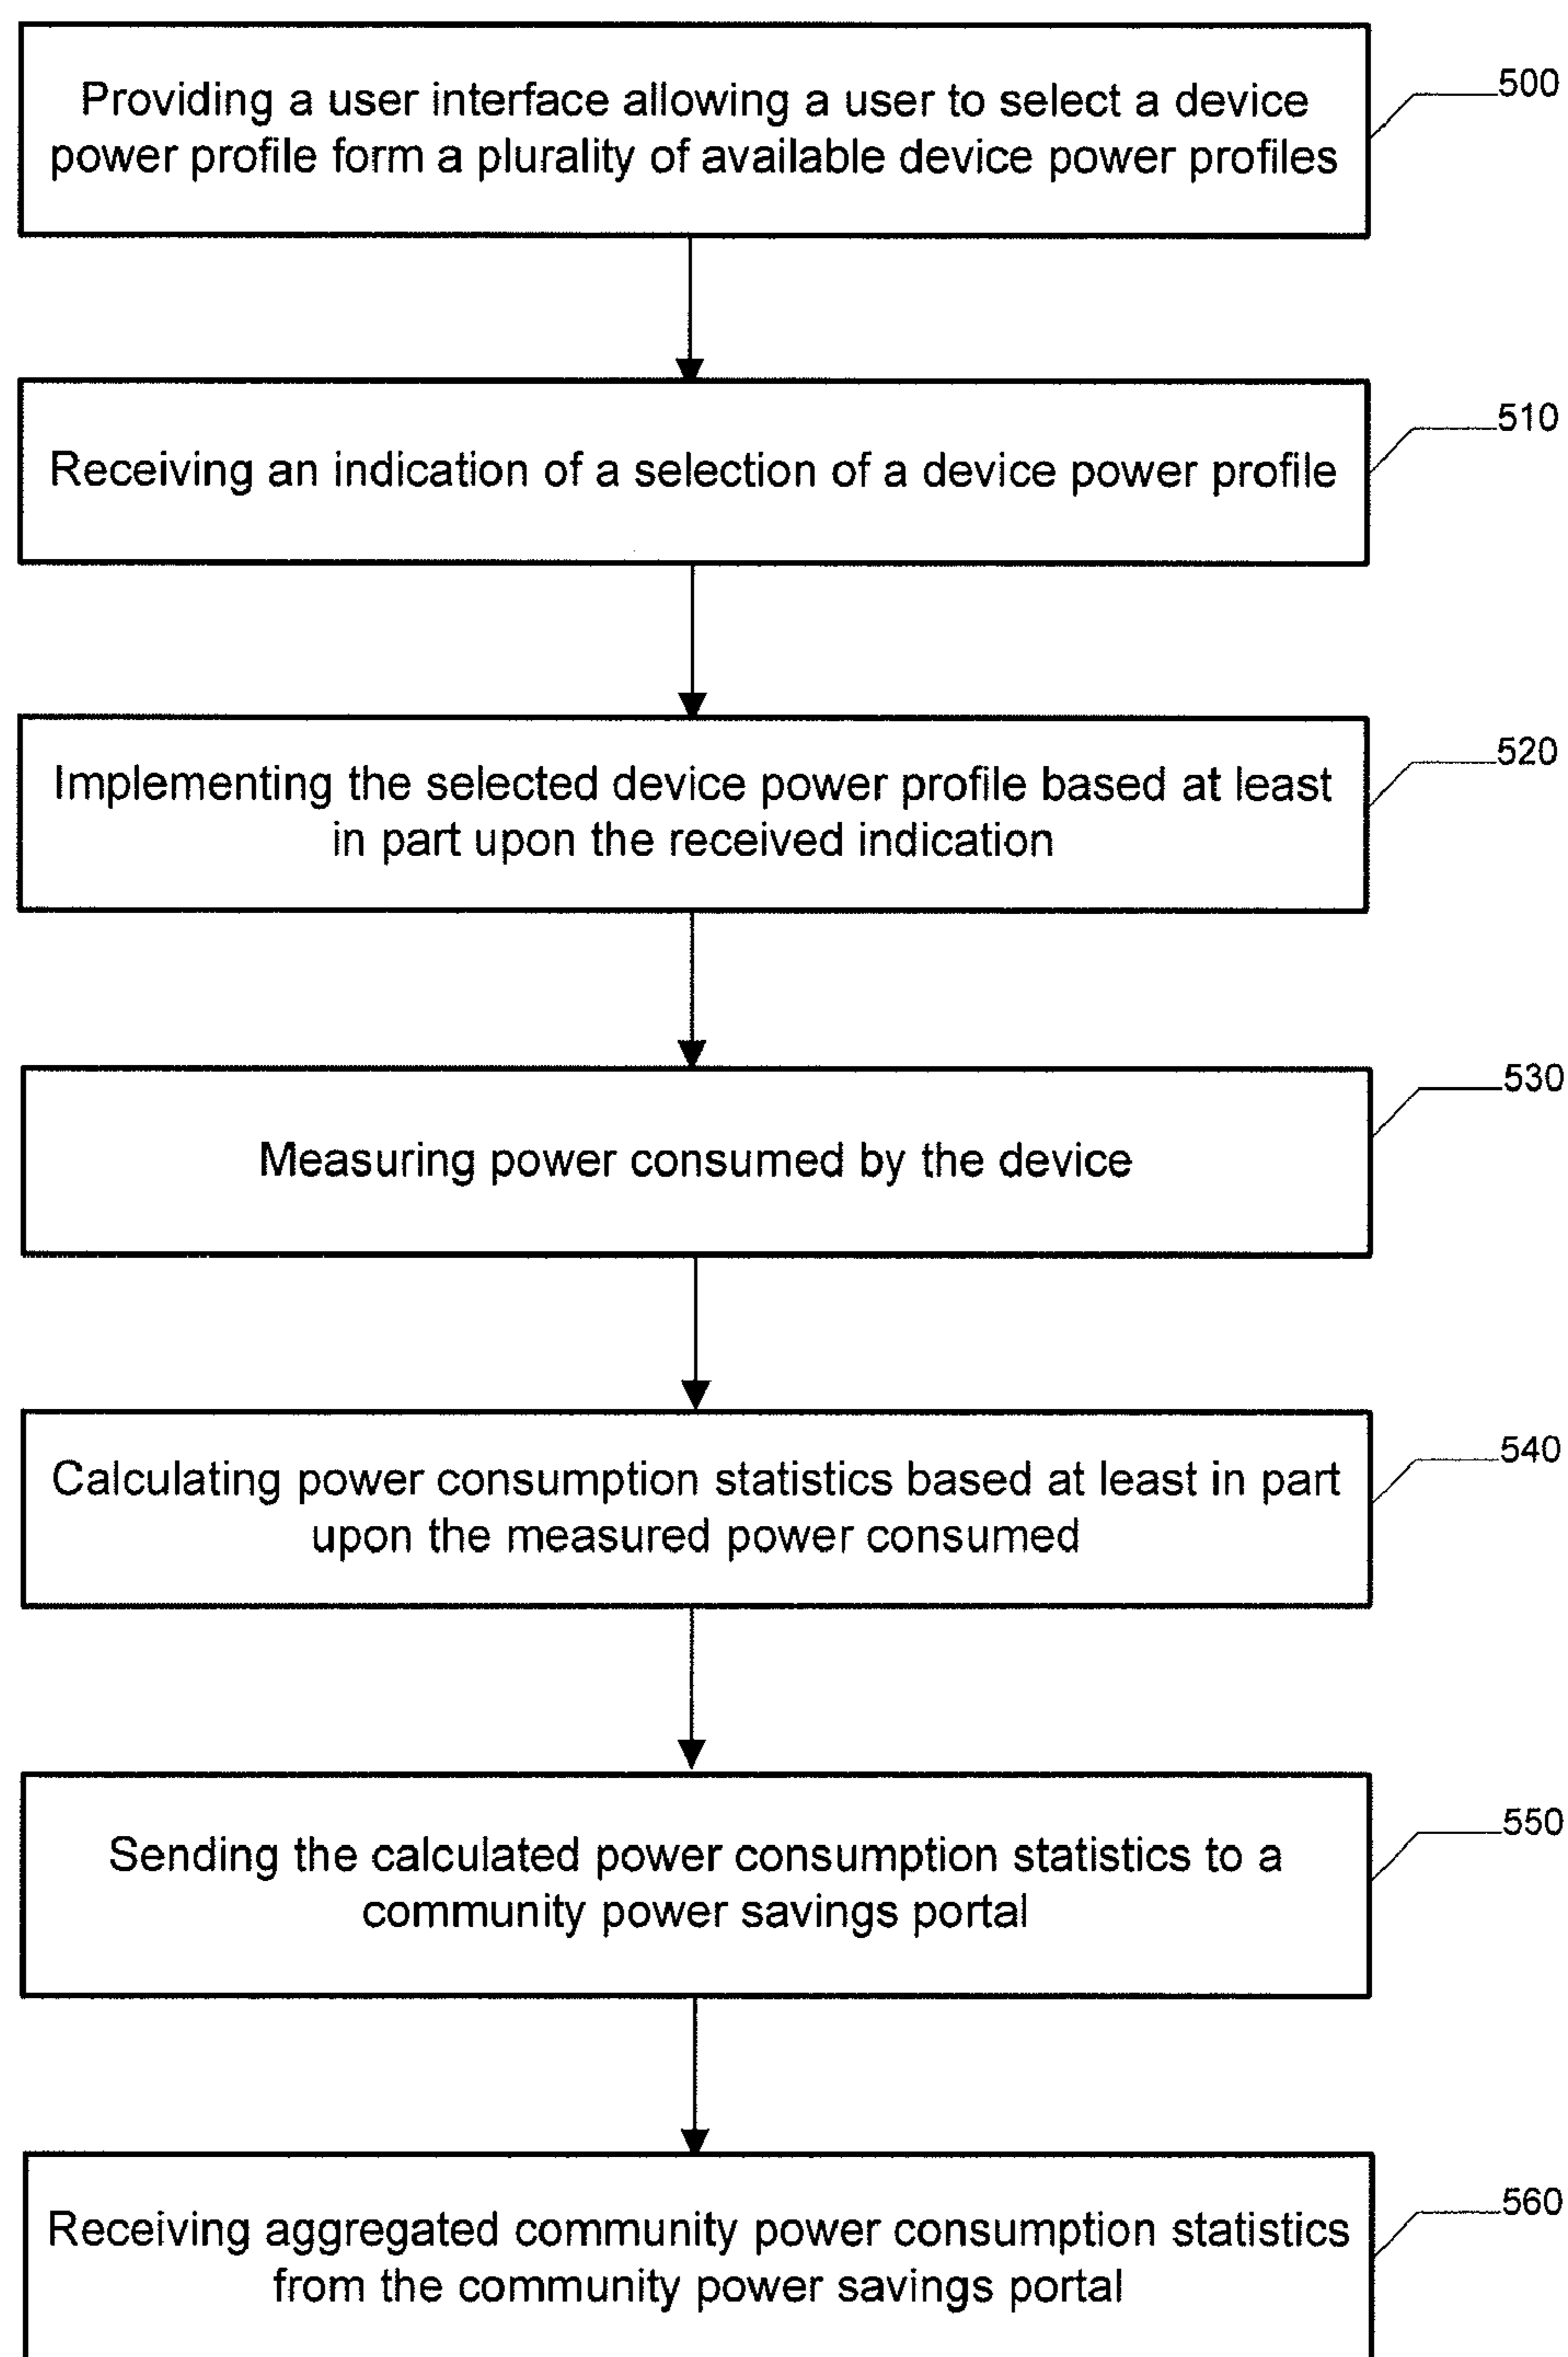 Providing a user interface allowing a user to select a device
power profile form a plurality of available device power profiles
500
Receiving an indication of a selection of a device power profile
510
Implementing the selected device power profile based at least
in part upon the received indication
520
Measuring power consumed by the device
530
Calculating power consumption statistics based at least in part
upon the measured power consumed
540
Sending the calculated power consumption statistics to a
community power savings portal
550
Receiving aggregated community power consumption statistics
from the community power savings portal
560